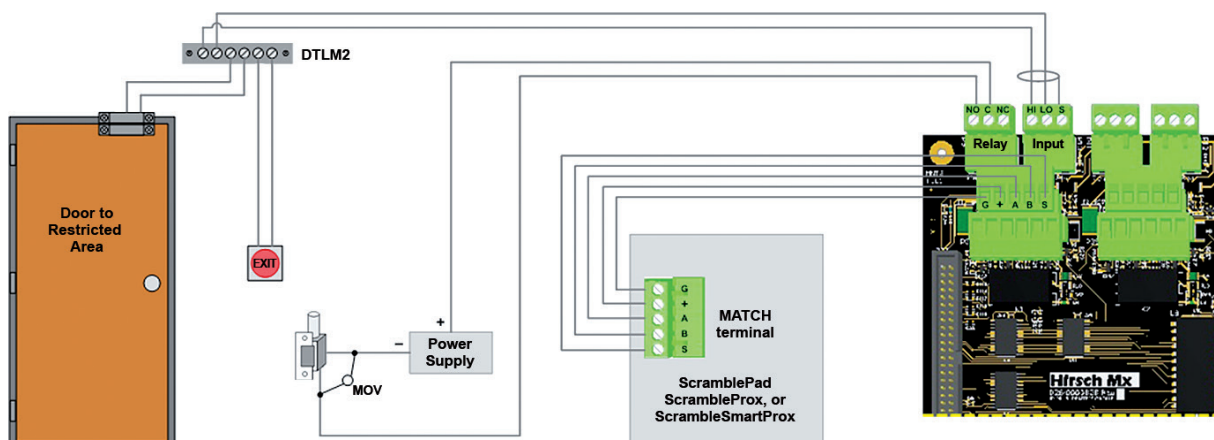 DTLM2
NO C NC
HI LO S
Relay
Input
G + A B S
Door to
Restricted
Area
EXIT
MOV
+
−
Power
Supply
G
+
A
B
S
MATCH
terminal
ScramblePad
ScrambleProx, or
ScrambleSmartProx
Hirsch Mx